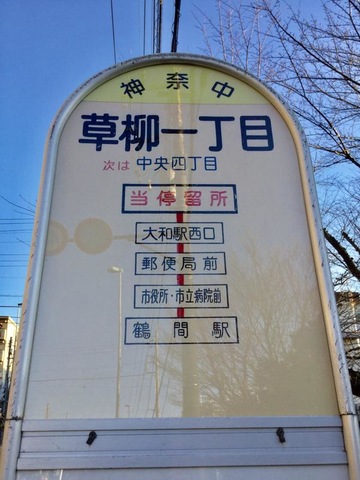 神奈中
草柳一丁目
次は 中央四丁目
当停留所
大和駅西口
郵便局前
市役所・市立病院前
鶴間駅